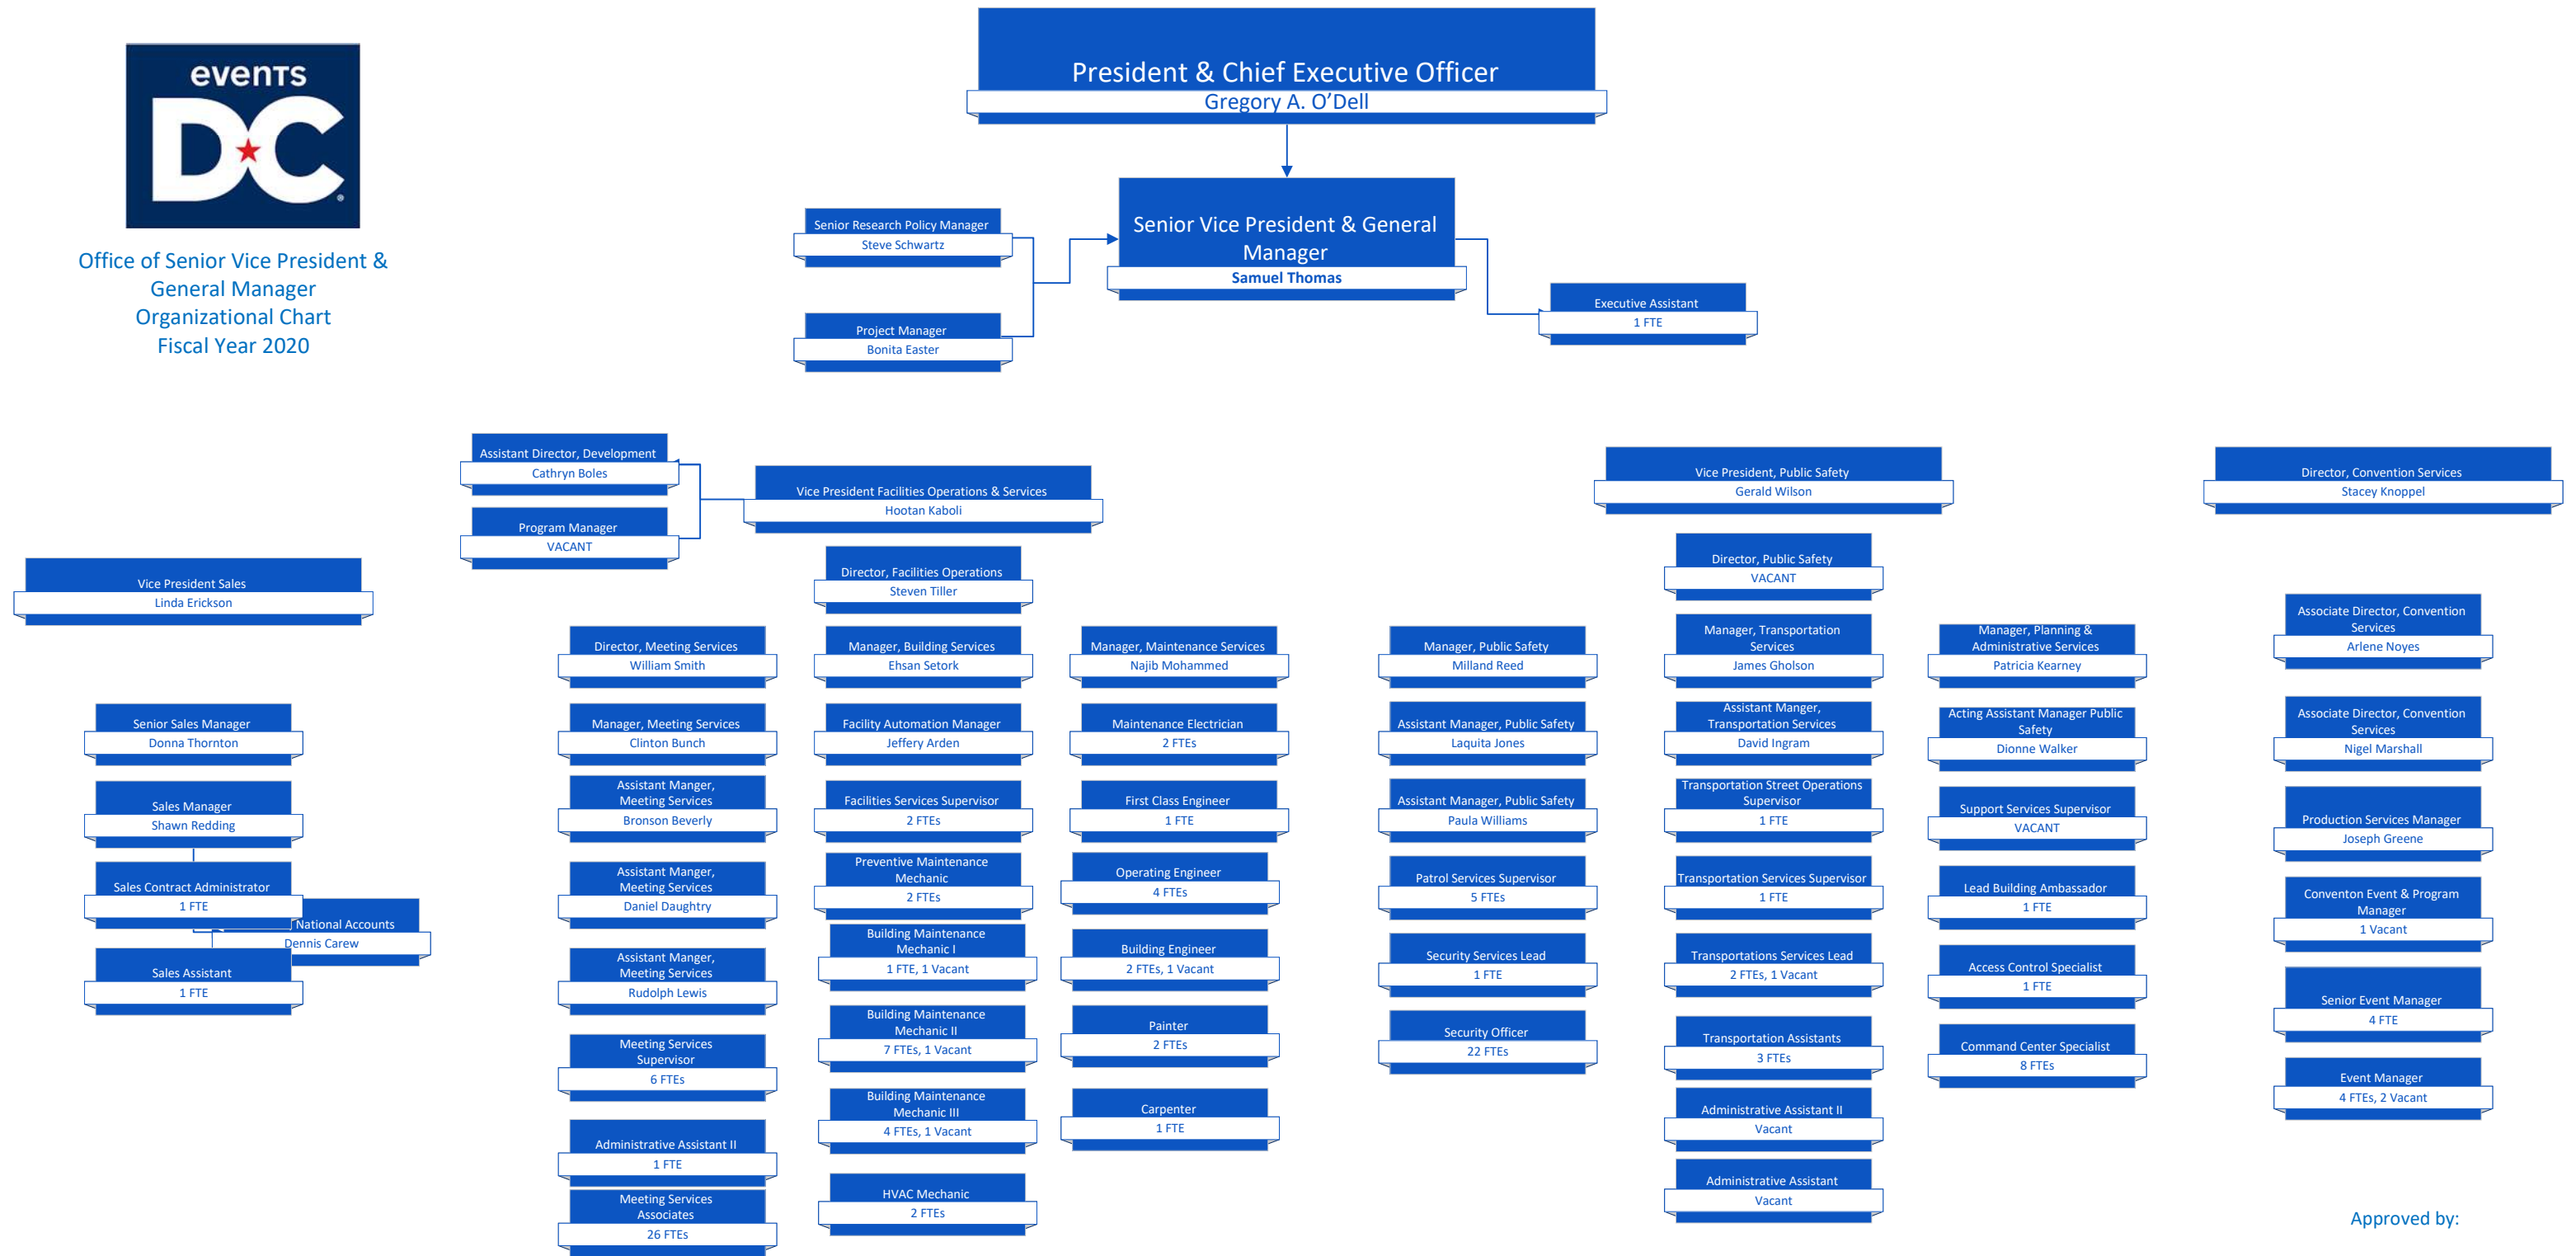 events
DC
®
Office of Senior Vice President &
General Manager
Organizational Chart
Fiscal Year 2020
President & Chief Executive Officer
Gregory A. O'Dell
Senior Vice President & General
Manager
Samuel Thomas
Senior Research Policy Manager
Steve Schwartz
Project Manager
Bonita Easter
Executive Assistant
1 FTE
Vice President Sales
Linda Erickson
Senior Sales Manager
Donna Thornton
Sales Manager
Shawn Redding
Sales Contract Administrator
1 FTE
National Accounts
Dennis Carew
Sales Assistant
1 FTE
Assistant Director, Development
Cathryn Boles
Program Manager
VACANT
Vice President Facilities Operations & Services
Hootan Kaboli
Director, Facilities Operations
Steven Tiller
Director, Meeting Services
William Smith
Manager, Meeting Services
Clinton Bunch
Assistant Manger,
Meeting Services
Bronson Beverly
Assistant Manger,
Meeting Services
Daniel Daughtry
Assistant Manger,
Meeting Services
Rudolph Lewis
Meeting Services
Supervisor
6 FTEs
Administrative Assistant II
1 FTE
Meeting Services
Associates
26 FTEs
Manager, Building Services
Ehsan Setork
Facility Automation Manager
Jeffery Arden
Facilities Services Supervisor
2 FTEs
Preventive Maintenance
Mechanic
2 FTEs
Building Maintenance
Mechanic I
1 FTE, 1 Vacant
Building Maintenance
Mechanic II
7 FTEs, 1 Vacant
Building Maintenance
Mechanic III
4 FTEs, 1 Vacant
HVAC Mechanic
2 FTEs
Manager, Maintenance Services
Najib Mohammed
Maintenance Electrician
2 FTEs
First Class Engineer
1 FTE
Operating Engineer
4 FTEs
Building Engineer
2 FTEs, 1 Vacant
Painter
2 FTEs
Carpenter
1 FTE
Vice President, Public Safety
Gerald Wilson
Director, Public Safety
VACANT
Manager, Public Safety
Milland Reed
Assistant Manager, Public Safety
Laquita Jones
Assistant Manager, Public Safety
Paula Williams
Patrol Services Supervisor
5 FTEs
Security Services Lead
1 FTE
Security Officer
22 FTEs
Manager, Transportation
Services
James Gholson
Assistant Manger,
Transportation Services
David Ingram
Transportation Street Operations
Supervisor
1 FTE
Transportation Services Supervisor
1 FTE
Transportations Services Lead
2 FTEs, 1 Vacant
Transportation Assistants
3 FTEs
Administrative Assistant II
Vacant
Administrative Assistant
Vacant
Manager, Planning &
Administrative Services
Patricia Kearney
Acting Assistant Manager Public
Safety
Dionne Walker
Support Services Supervisor
VACANT
Lead Building Ambassador
1 FTE
Access Control Specialist
1 FTE
Command Center Specialist
8 FTEs
Director, Convention Services
Stacey Knoppel
Associate Director, Convention
Services
Arlene Noyes
Associate Director, Convention
Services
Nigel Marshall
Production Services Manager
Joseph Greene
Conventon Event & Program
Manager
1 Vacant
Senior Event Manager
4 FTE
Event Manager
4 FTEs, 2 Vacant
Approved by: